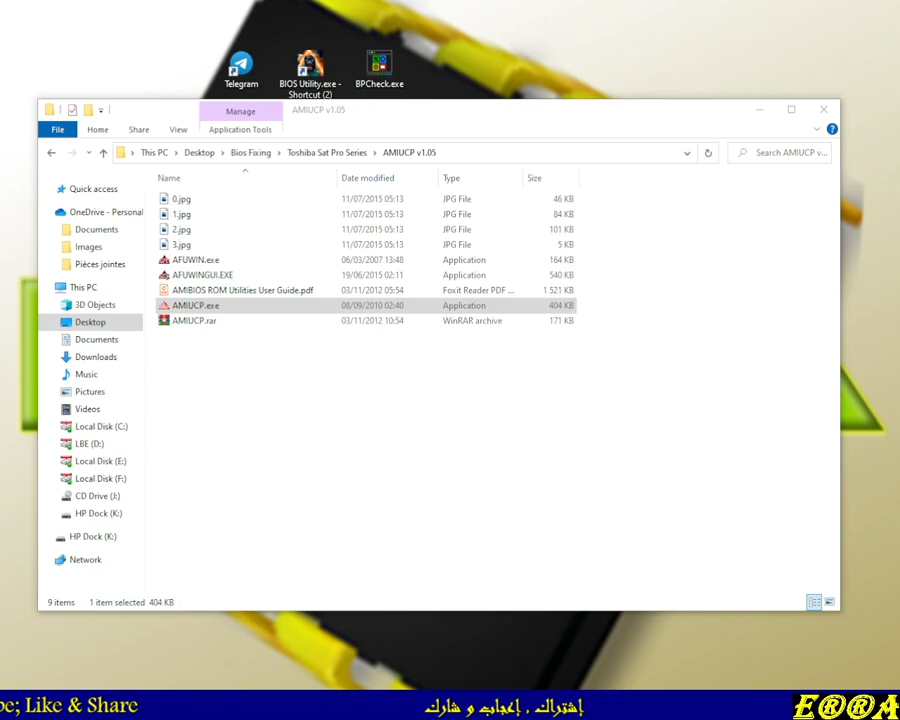 Telegram
BIOS Utility.exe - Shortcut (2)
BPCheck.exe
Manage
AMIUCP v1.05
File
Home
Share
View
Application Tools
This PC > Desktop > Bios Fixing > Toshiba Sat Pro Series > AMIUCP v1.05
Search AMIUCP v...
Name
Date modified
Type
Size
0.jpg 11/07/2015 05:13 JPG File 46 KB
1.jpg 11/07/2015 05:13 JPG File 84 KB
2.jpg 11/07/2015 05:13 JPG File 101 KB
3.jpg 11/07/2015 05:13 JPG File 5 KB
AFUWIN.exe 06/03/2007 13:48 Application 164 KB
AFUWINGUI.EXE 19/06/2015 02:11 Application 540 KB
AMIBIOS ROM Utilities User Guide.pdf 03/11/2012 05:54 Foxit Reader PDF ... 1 521 KB
AMIUCP.exe 08/09/2010 02:40 Application 404 KB
AMIUCP.rar 03/11/2012 10:54 WinRAR archive 171 KB
Quick access
OneDrive - Personal
Documents
Images
Pièces jointes
This PC
3D Objects
Desktop
Documents
Downloads
Music
Pictures
Videos
Local Disk (C:)
LBE (D:)
Local Disk (E:)
Local Disk (F:)
CD Drive (J:)
HP Dock (K:)
HP Dock (K:)
Network
9 items
1 item selected 404 KB
be; Like & Share
إشتراك , إعجاب و شارك
E®®A